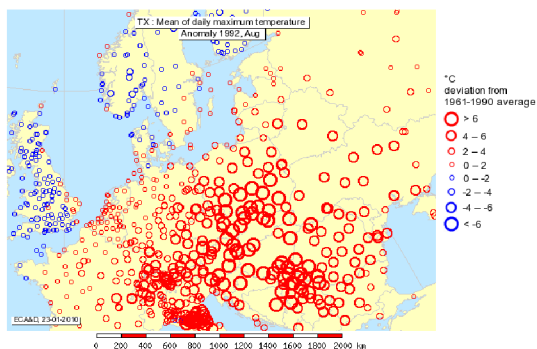 TX : Mean of daily maximum temperature
Anomaly 1992, Aug
°C
deviation from
1961-1990 average
> 6
4 – 6
2 – 4
0 – 2
0 – -2
-2 – -4
-4 – -6
< -6
ECA&D, 23-01-2010
0 200 400 600 800 1000 1200 1400 1600 1800 2000 km